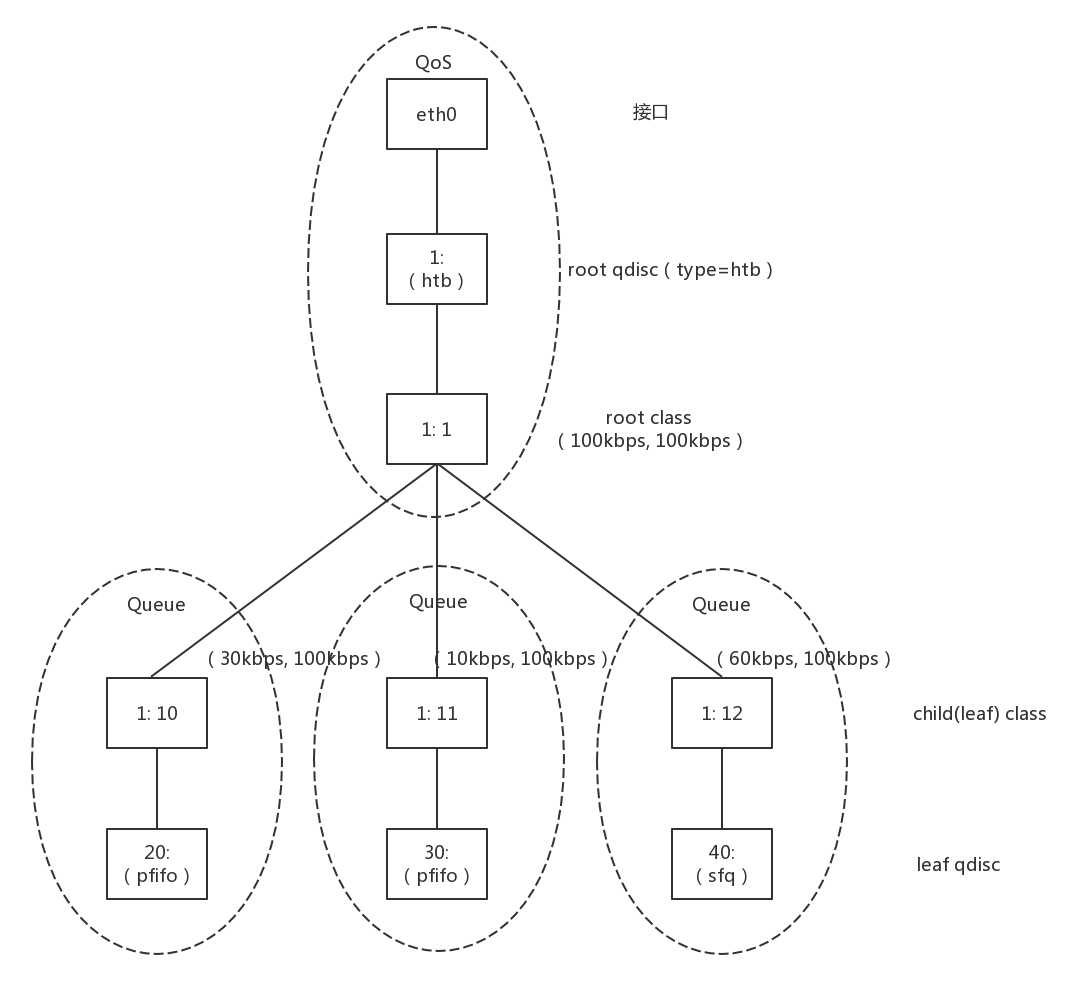 QoS
eth0
接口
1:
( htb )
root qdisc ( type=htb )
1: 1
root class
( 100kbps, 100kbps )
Queue
Queue
Queue
( 30kbps, 100kbps )
( 10kbps, 100kbps )
( 60kbps, 100kbps )
1: 10
1: 11
1: 12
child(leaf) class
20:
( pfifo )
30:
( pfifo )
40:
( sfq )
leaf qdisc